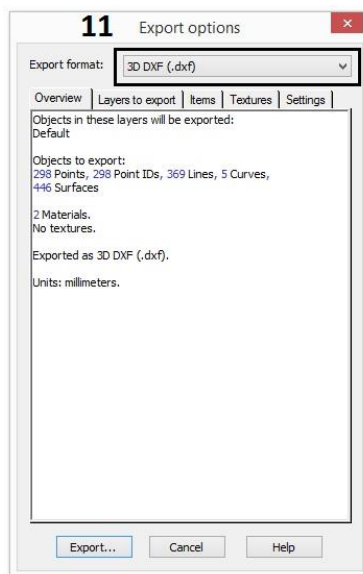 11 Export options
Export format: 3D DXF (.dxf)
Overview Layers to export Items Textures Settings
Objects in these layers will be exported:
Default
Objects to export:
298 Points, 298 Point IDs, 369 Lines, 5 Curves,
446 Surfaces
2 Materials.
No textures.
Exported as 3D DXF (.dxf).
Units: millimeters.
Export... Cancel Help